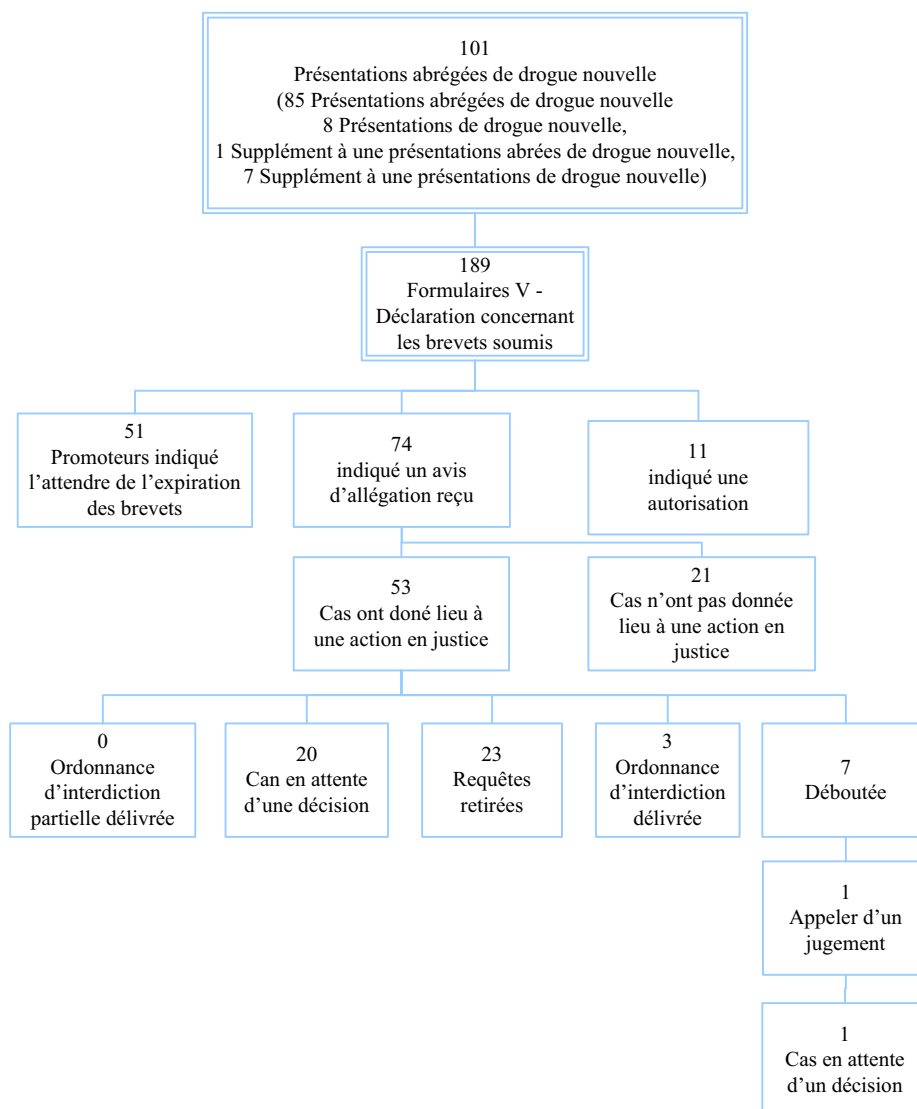 101
Présentations abrégées de drogue nouvelle
(85 Présentations abrégées de drogue nouvelle
8 Présentations de drogue nouvelle,
1 Supplément à une présentations abrées de drogue nouvelle,
7 Supplément à une présentations de drogue nouvelle)
189
Formulaires V -
Déclaration concernant
les brevets soumis
51
Promoteurs indiqué
l’attendre de l’expiration
des brevets
74
indiqué un avis
d’allégation reçu
11
indiqué une
autorisation
53
Cas ont doné lieu à
une action en justice
21
Cas n’ont pas donnée
lieu à une action en
justice
0
Ordonnance
d’interdiction
partielle délivrée
20
Can en attente
d’une décision
23
Requêtes
retirées
3
Ordonnance
d’interdiction
délivrée
7
Déboutée
1
Appeler d’un
jugement
1
Cas en attente
d’un décision